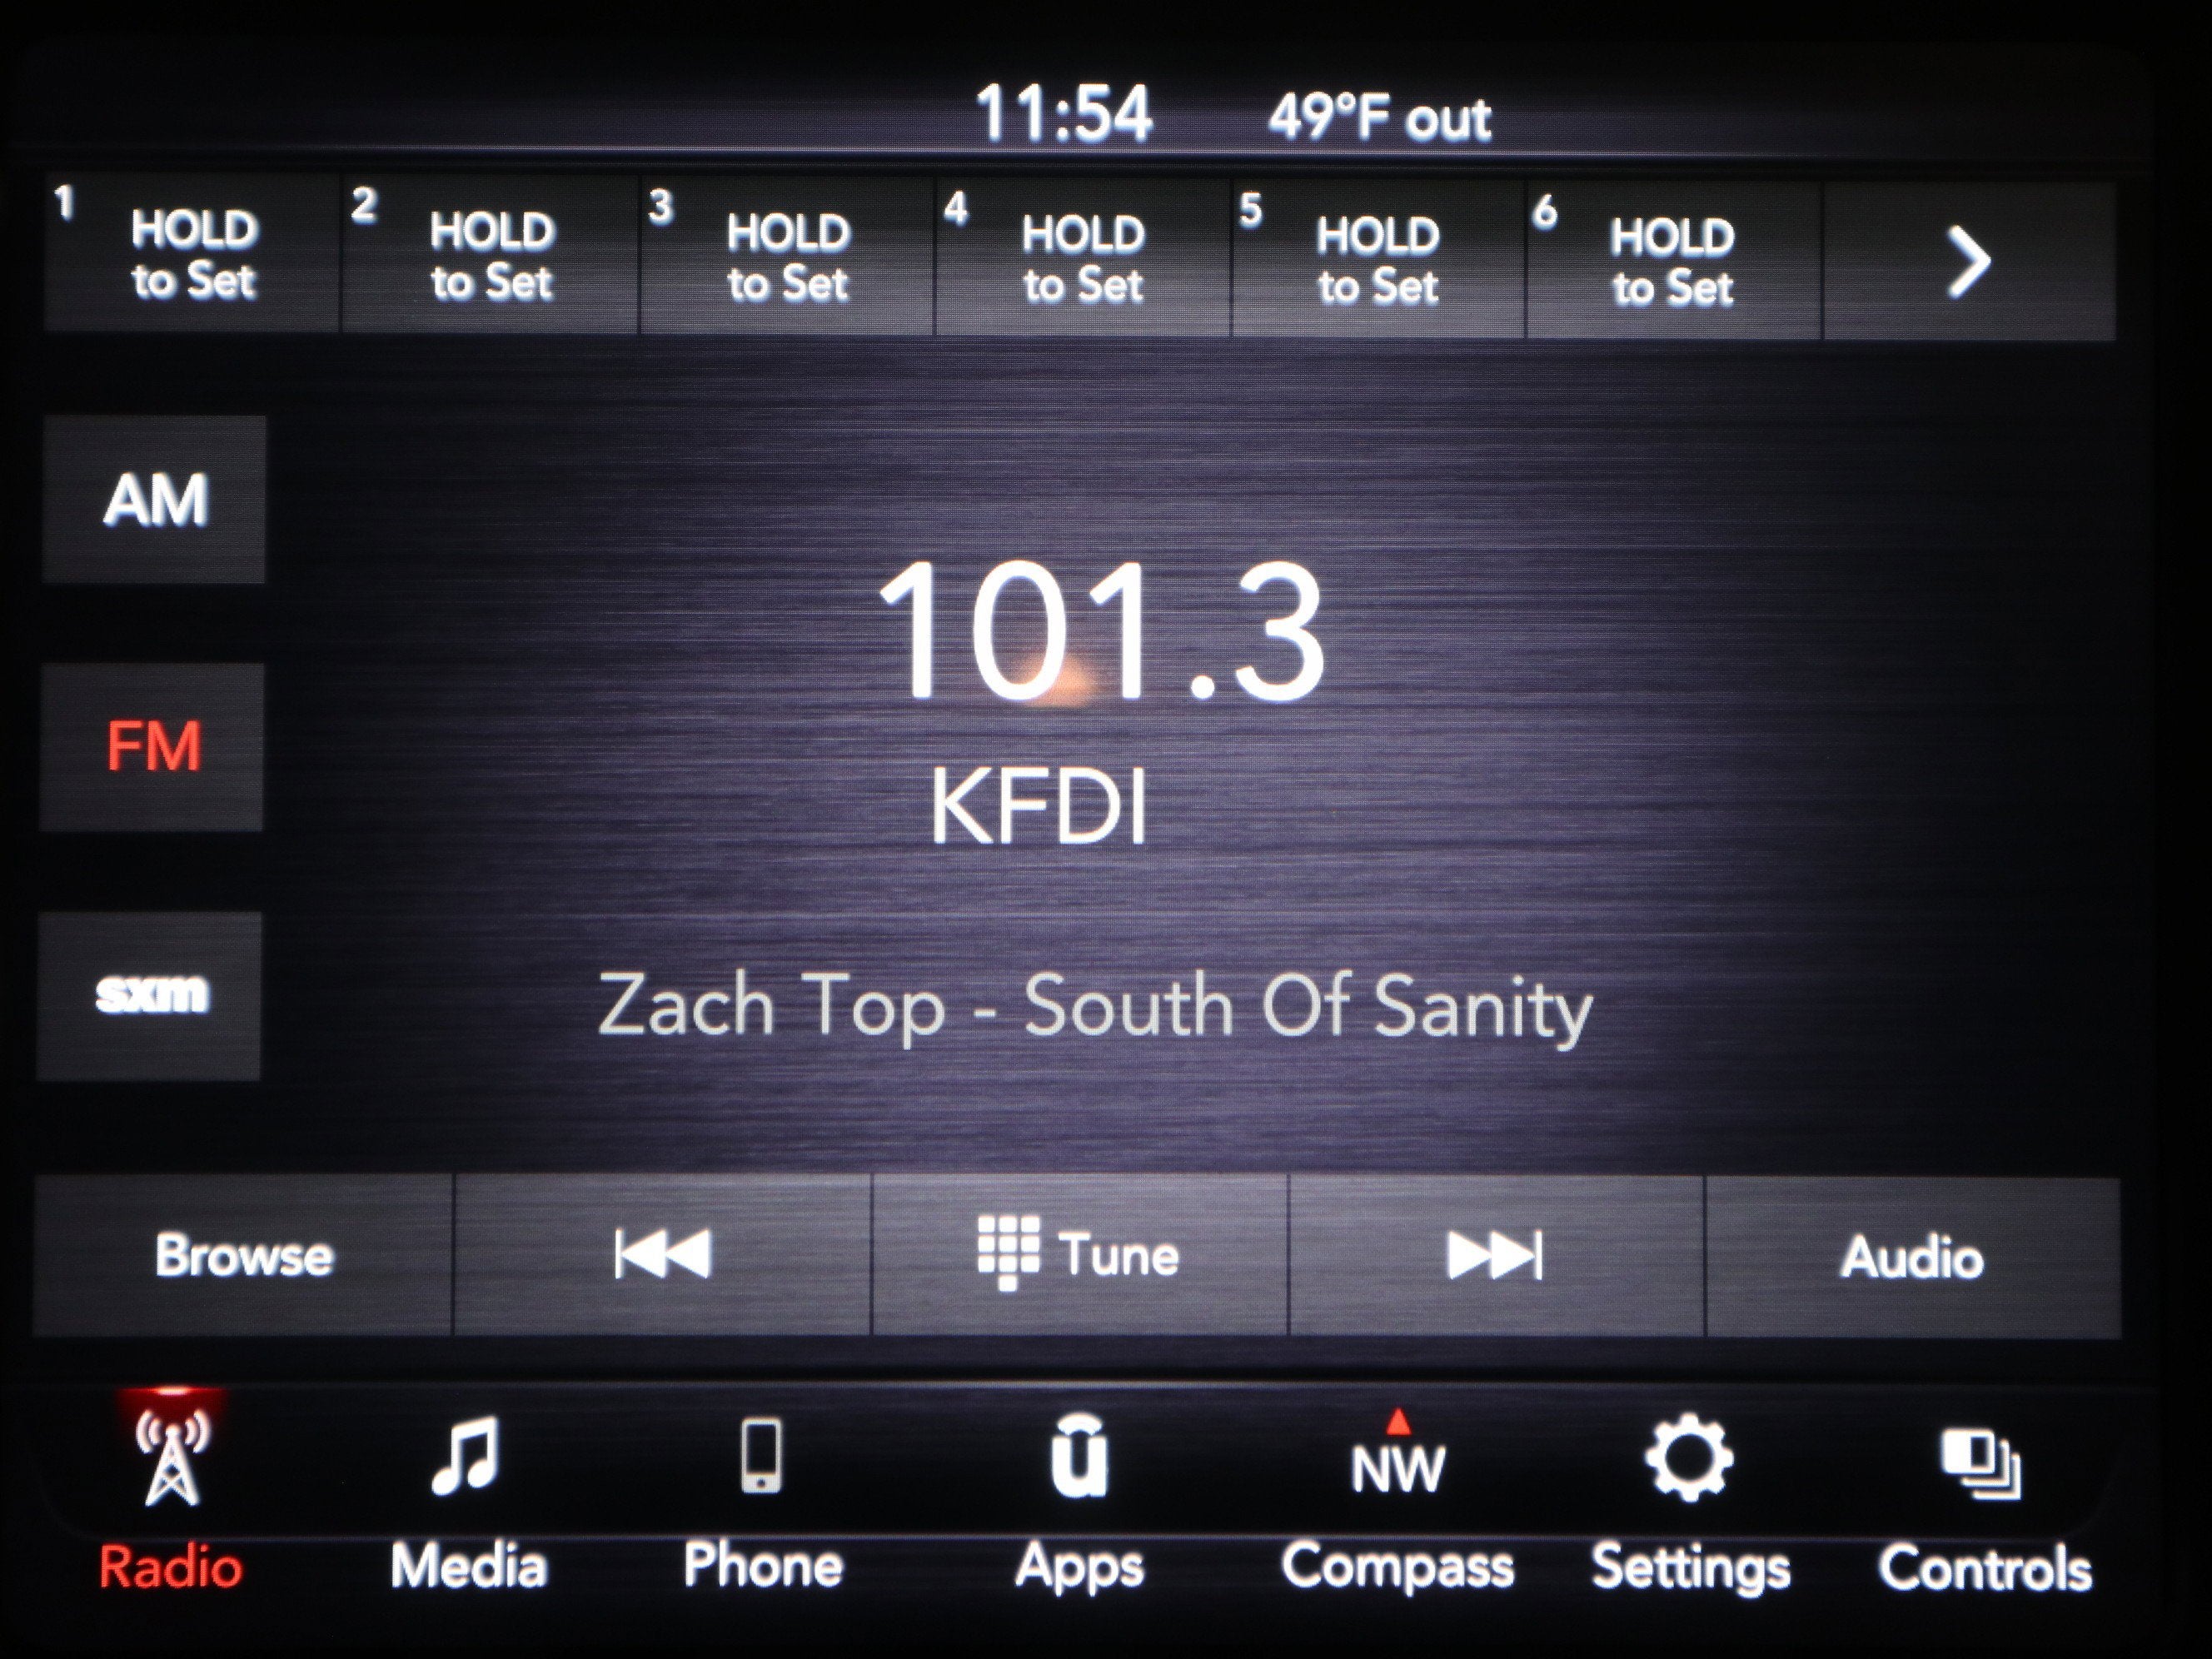 11:54 49°F out
1 HOLD to Set
2 HOLD to Set
3 HOLD to Set
4 HOLD to Set
5 HOLD to Set
6 HOLD to Set
AM
101.3
FM
KFDI
sxm
Zach Top - South Of Sanity
Browse Tune Audio
u NW
Radio Media Phone Apps Compass Settings Controls